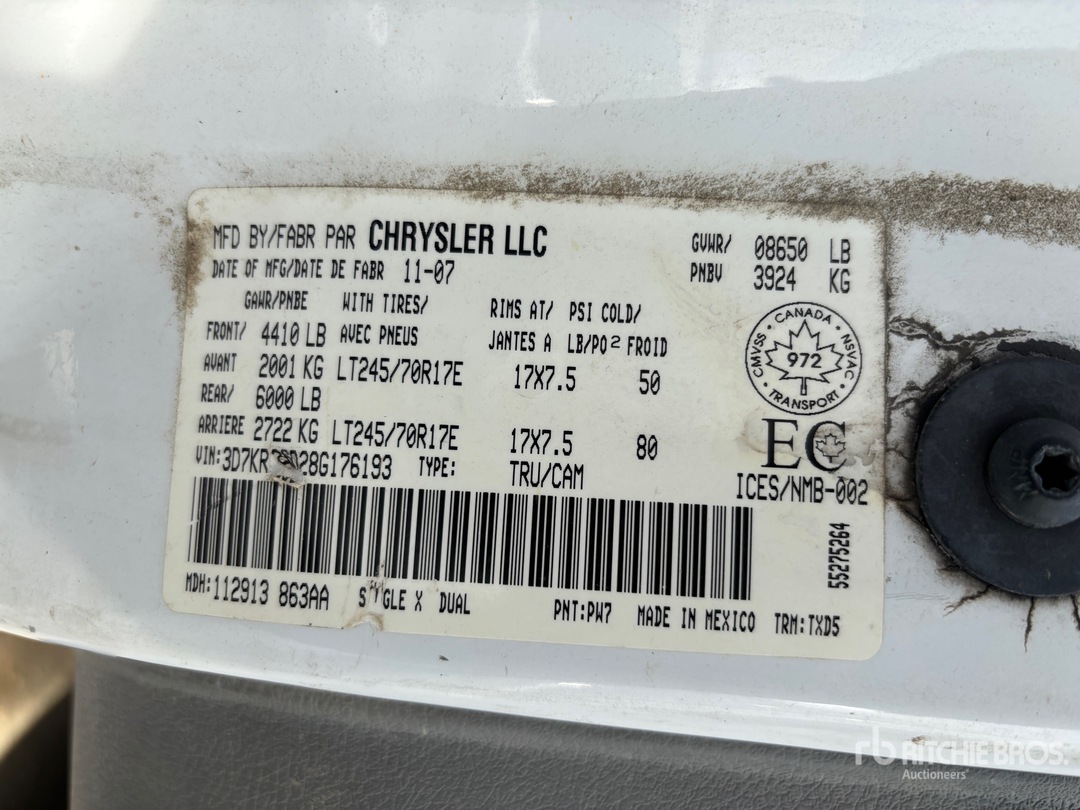 MFD BY/FABR PAR CHRYSLER LLC
DATE OF MFG/DATE DE FABR 11-07
GVWR/ 08650 LB
PNBV 3924 KG
GAWR/PNBE WITH TIRES/ RIMS AT/ PSI COLD/
FRONT/ 4410 LB AVEC PNEUS JANTES A LB/PO2 FROID
AVANT 2001 KG LT245/70R17E 17X7.5 50
REAR/ 6000 LB
ARRIERE 2722 KG LT245/70R17E 17X7.5 80
VIN: TYPE: TRU/CAM
CANADA
CMVSS NSVAC
972
TRANSPORT
EC
ICES/NMB-002
55275264
MDH:112913 863AA X DUAL
PNT:PW7 MADE IN MEXICO TRM:TXD5
rb RITCHIE BROS.
Auctioneers